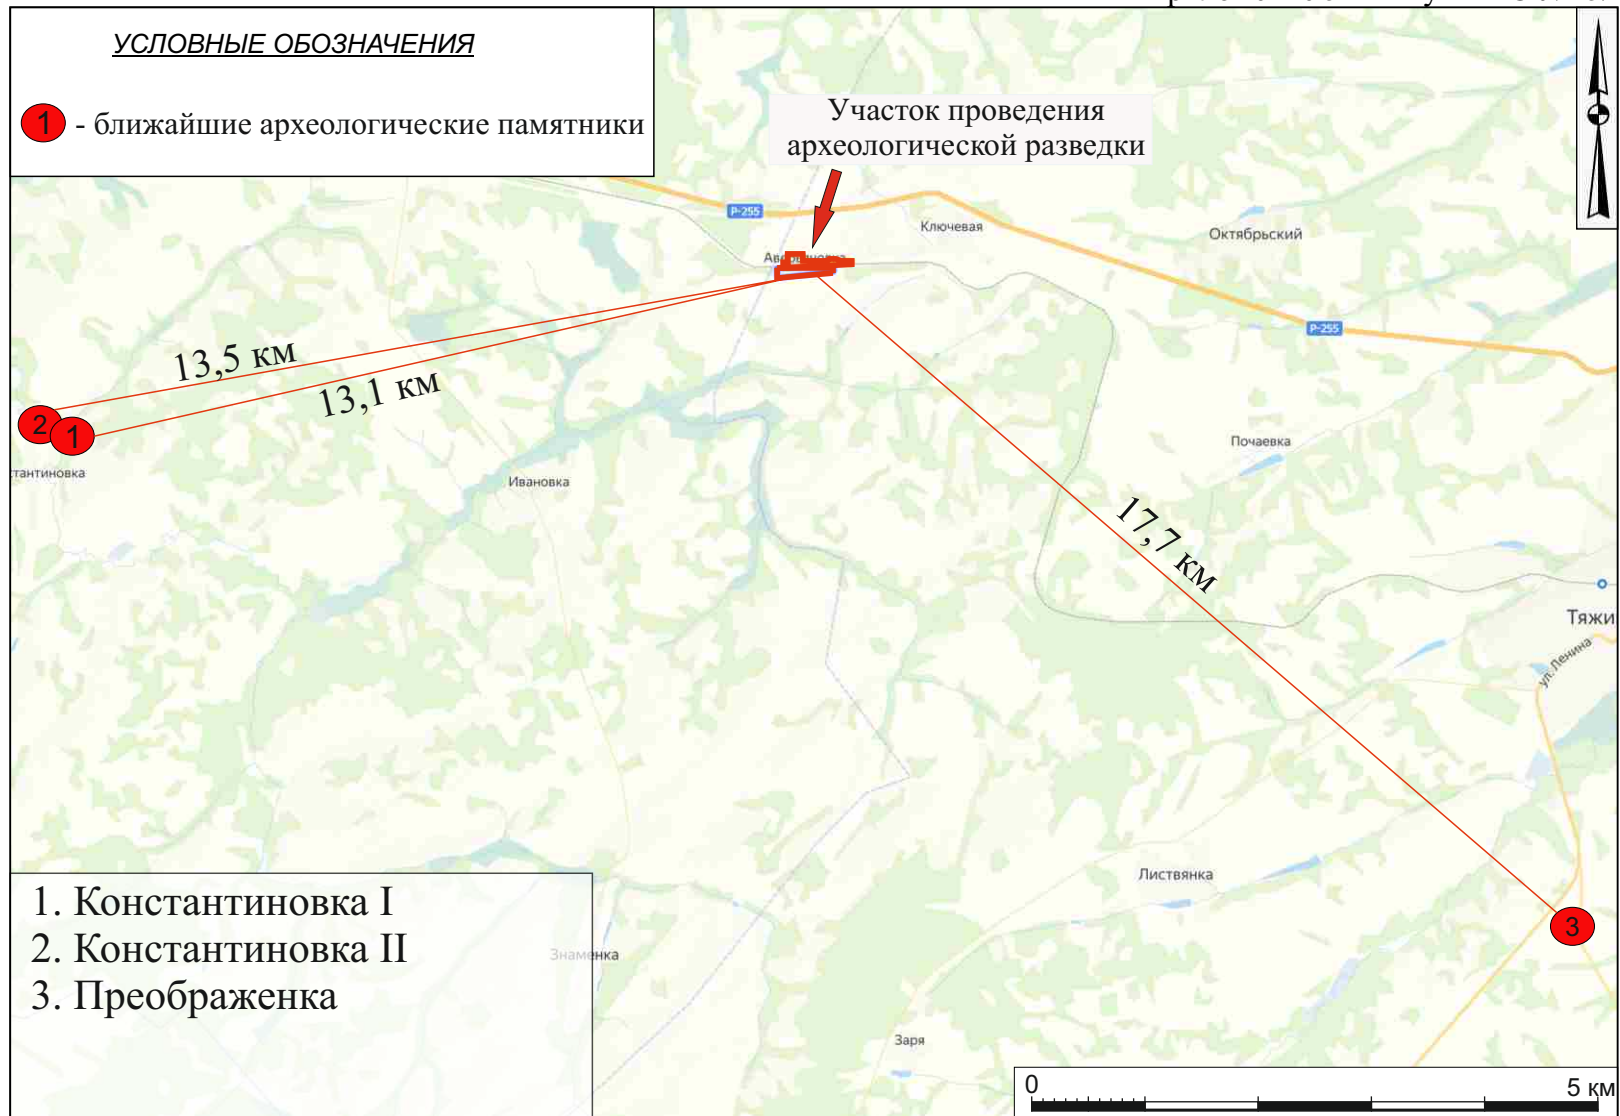 УСЛОВНЫЕ ОБОЗНАЧЕНИЯ
1 - ближайшие археологические памятники
Участок проведения
археологической разведки
Р-255
Ключевая
Октябрьский
Р-255
13,5 км
13,1 км
2
1
тантиновка
Ивановка
Почаевка
17,7 км
Тяжи
ул. Ленина
Листвянка
3
1. Константиновка I
2. Константиновка II
3. Преображенка
Знаменка
Заря
0
5 км